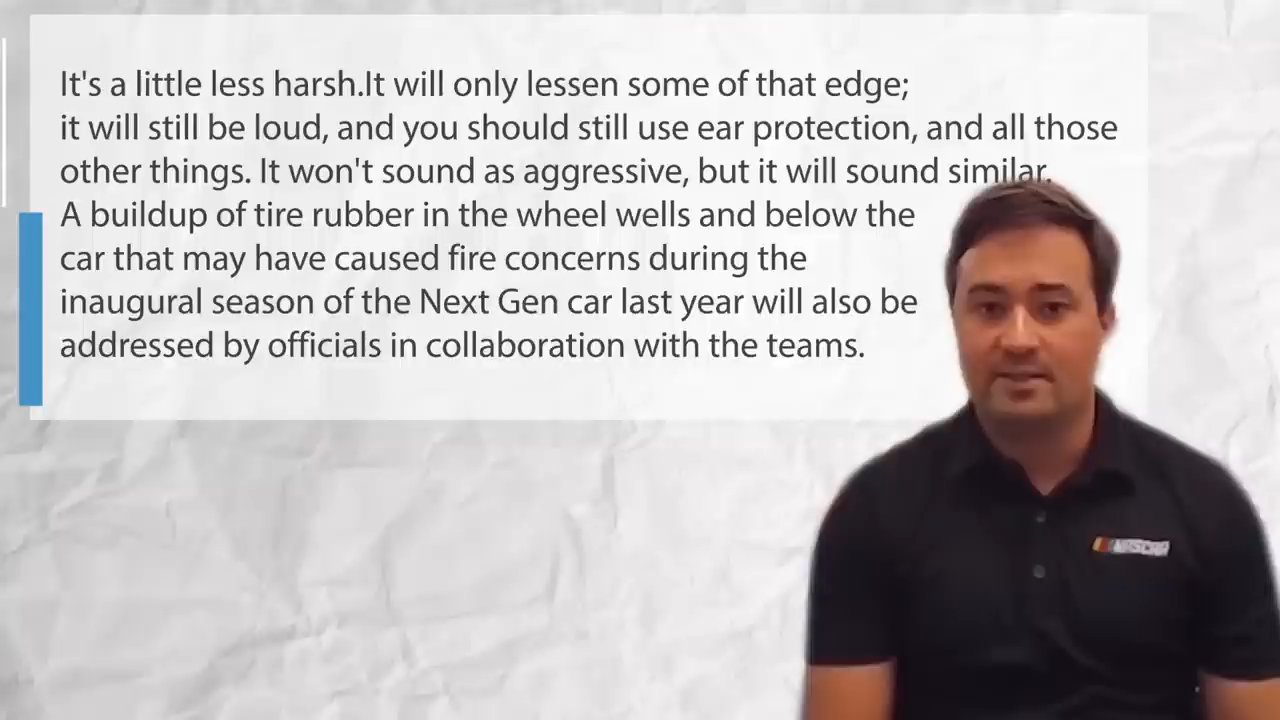 It's a little less harsh.It will only lessen some of that edge;
it will still be loud, and you should still use ear protection, and all those
other things. It won't sound as aggressive, but it will sound similar.
A buildup of tire rubber in the wheel wells and below the
car that may have caused fire concerns during the
inaugural season of the Next Gen car last year will also be
addressed by officials in collaboration with the teams.
NASCAR